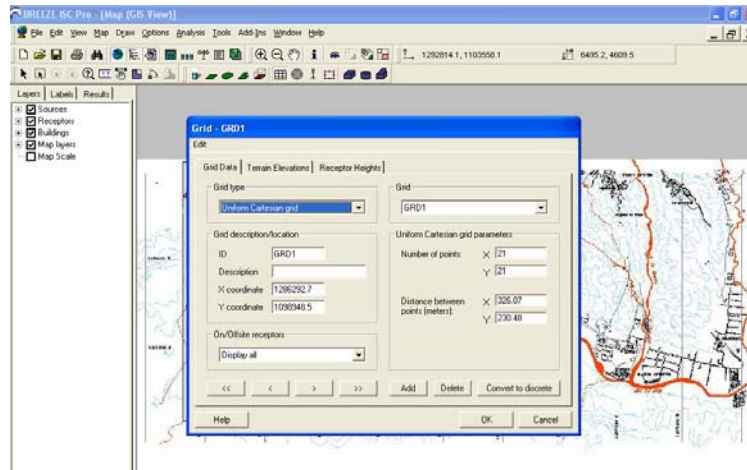 BREEZE ISC Pro - [Map (GIS View)]
File Edit View Map Draw Options Analysis Tools Add-Ins Window Help
1292814.1, 1103558.1 6495.2, 4609.5
Layers Labels Results
Sources
Receptors
Buildings
Map layers
Map Scale
Grid - GRD1
Edit
Grid Data Terrain Elevations Receptor Heights
Grid type Grid
Uniform Cartesian grid GRD1
Grid description/location Uniform Cartesian grid parameters
ID GRD1 Number of points: X 21
Description Y 21
X coordinate 1286292.7 Distance between points (meters): X 326.07
Y coordinate 1098948.5 Y 230.48
On/Offsite receptors
Display all
<< < > >> Add Delete Convert to discrete
Help OK Cancel